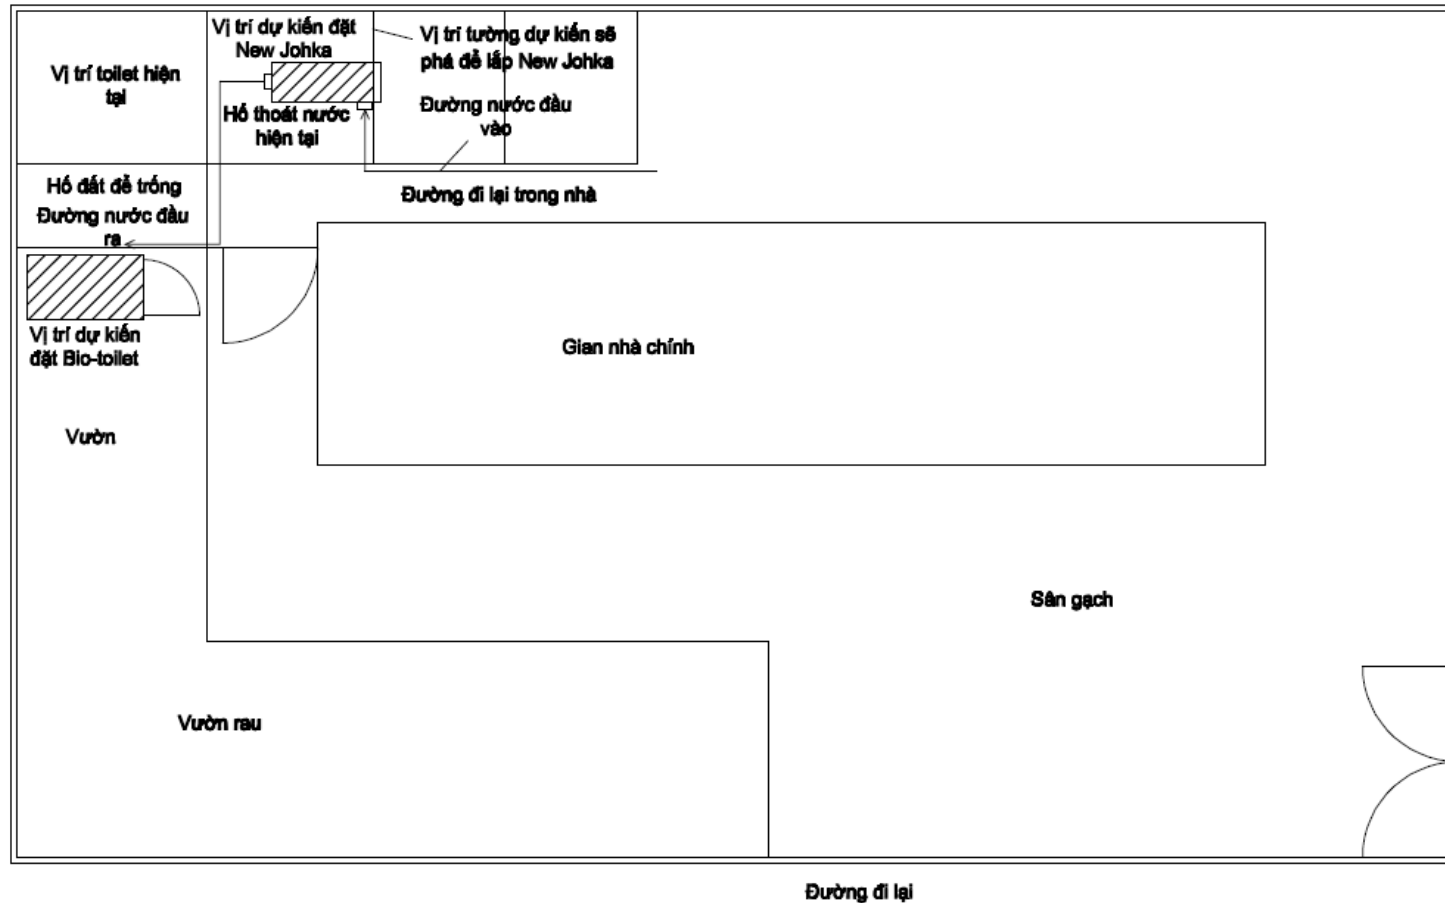 Vị trí toilet hiện
tại
Vị trí dự kiến đặt
New Johka
Vị trí tường dự kiến sẽ
phá để lắp New Johka
Hố thoát nước
hiện tại
Đường nước đầu
vào
Hố đất để trống
Đường nước đầu
ra
Đường đi lại trong nhà
Vị trí dự kiến
đặt Bio-toilet
Gian nhà chính
Vườn
Sân gạch
Vườn rau
Đường đi lại